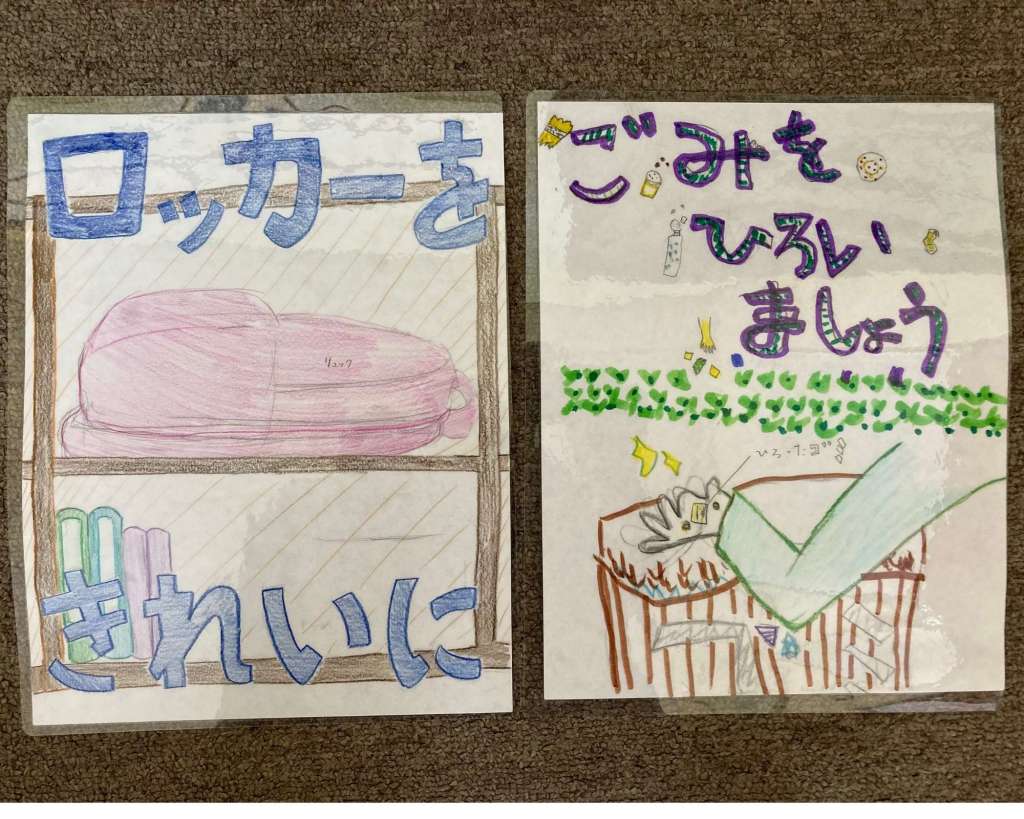 ロッカーを
リュック
きれいに
ごみを
ひろい
ましょう